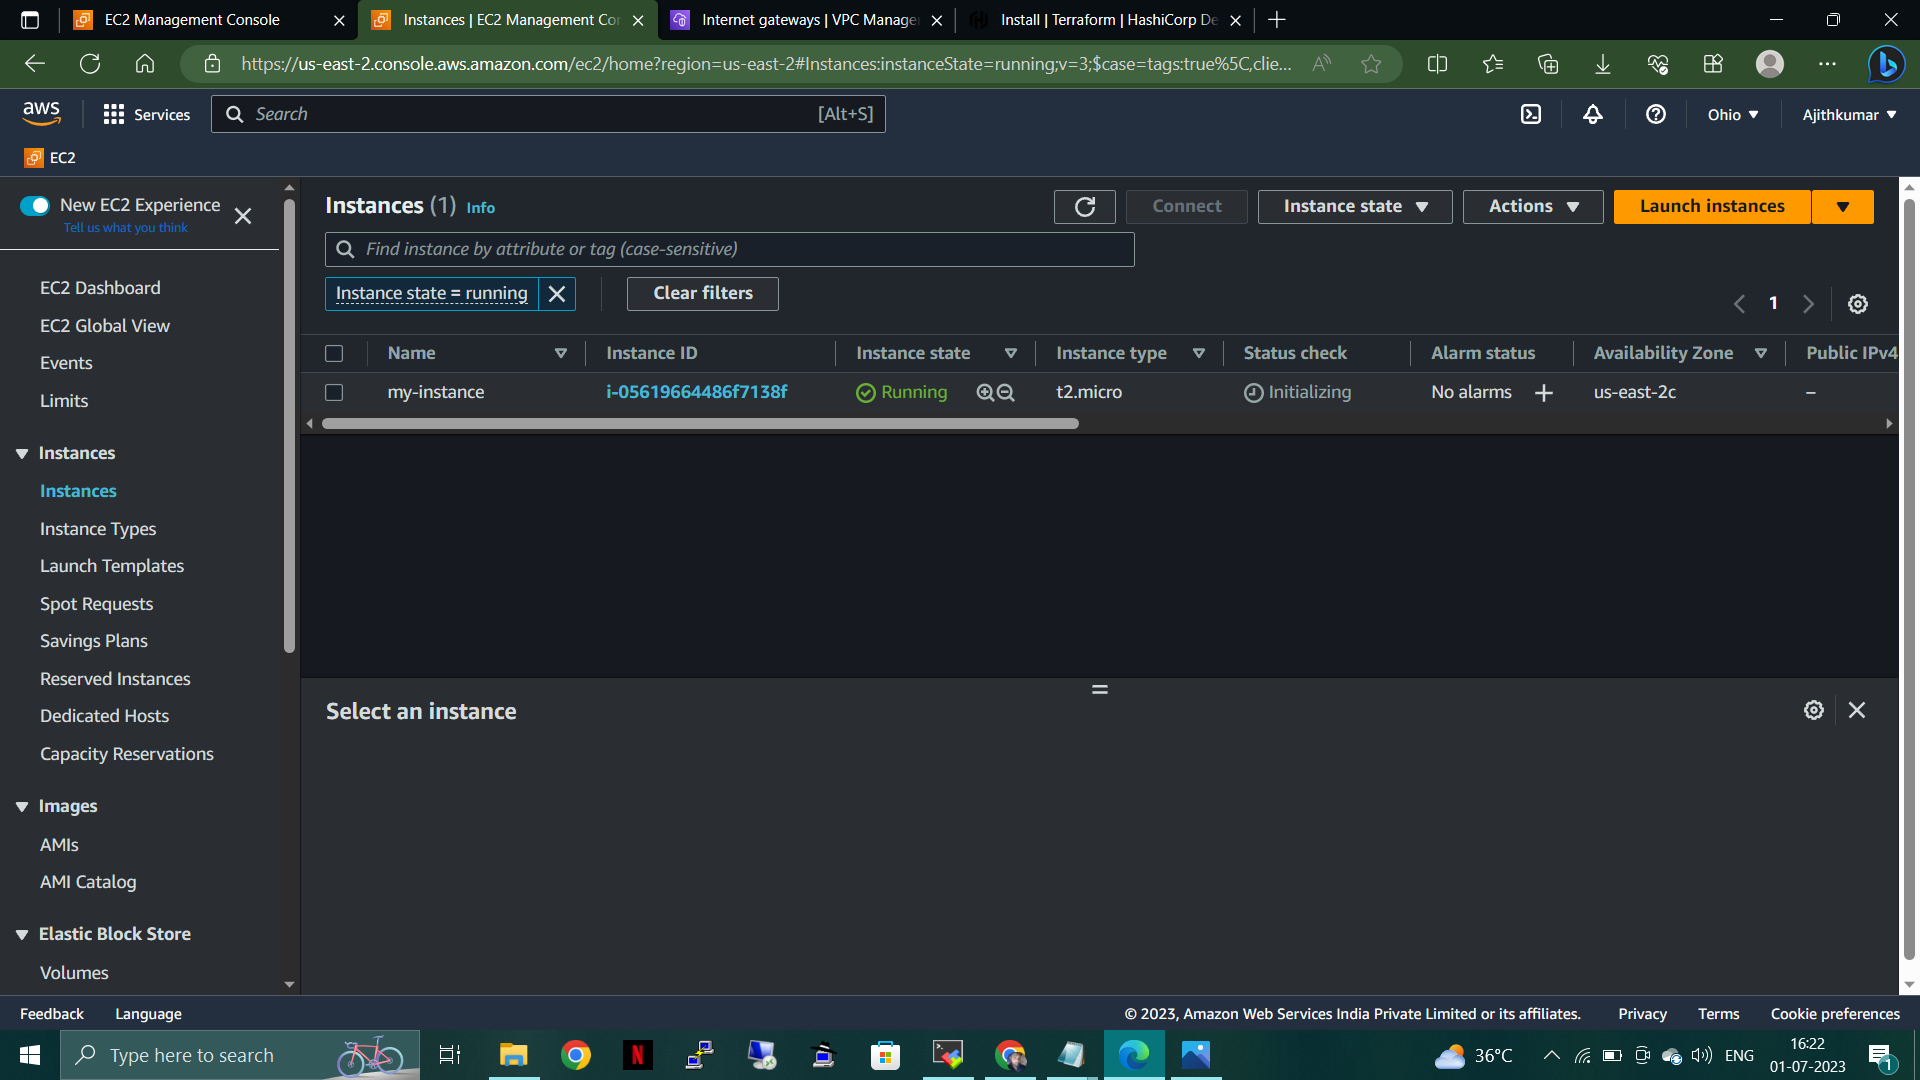 EC2 Management Console
Instances | EC2 Management Con
Internet gateways | VPC Manage
Install | Terraform | HashiCorp De
https://us-east-2.console.aws.amazon.com/ec2/home?region=us-east-2#Instances:instanceState=running;v=3;$case=tags:true%5C,clie...
aws
Services
Search
[Alt+S]
Ohio
Ajithkumar
EC2
New EC2 Experience
Tell us what you think
EC2 Dashboard
EC2 Global View
Events
Limits
Instances
Instances
Instance Types
Launch Templates
Spot Requests
Savings Plans
Reserved Instances
Dedicated Hosts
Capacity Reservations
Images
AMIs
AMI Catalog
Elastic Block Store
Volumes
Instances (1) Info
Connect
Instance state
Actions
Launch instances
Find instance by attribute or tag (case-sensitive)
Instance state = running
Clear filters
1
Name Instance ID Instance state Instance type Status check Alarm status Availability Zone Public IPv4
my-instance i-05619664486f7138f Running t2.micro Initializing No alarms + us-east-2c –
Select an instance
Feedback Language
© 2023, Amazon Web Services India Private Limited or its affiliates. Privacy Terms Cookie preferences
Type here to search
36°C
ENG
16:22
01-07-2023
1